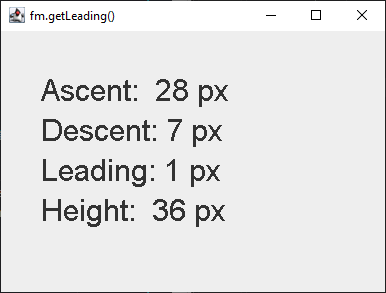 fm.getLeading()
Ascent:  28 px
Descent: 7 px
Leading: 1 px
Height:  36 px